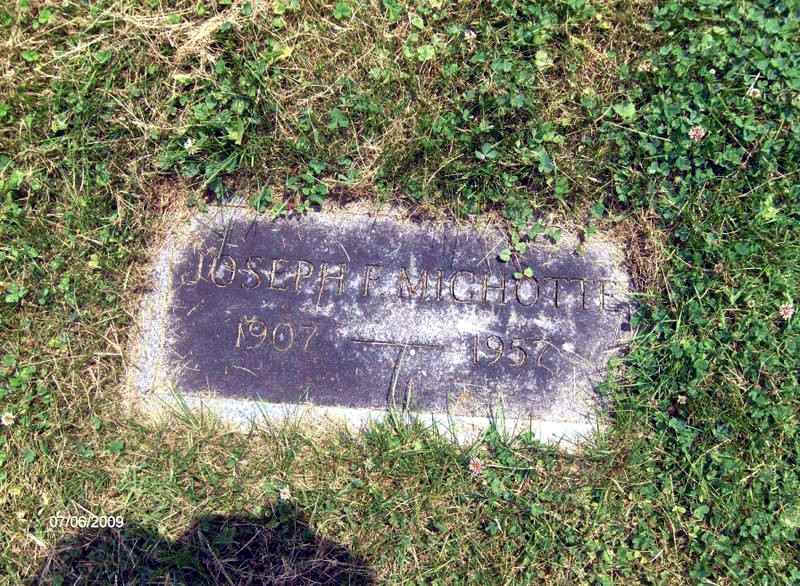 JOSEPH F. MICHOTTE
1907 — 1957
07/06/2009